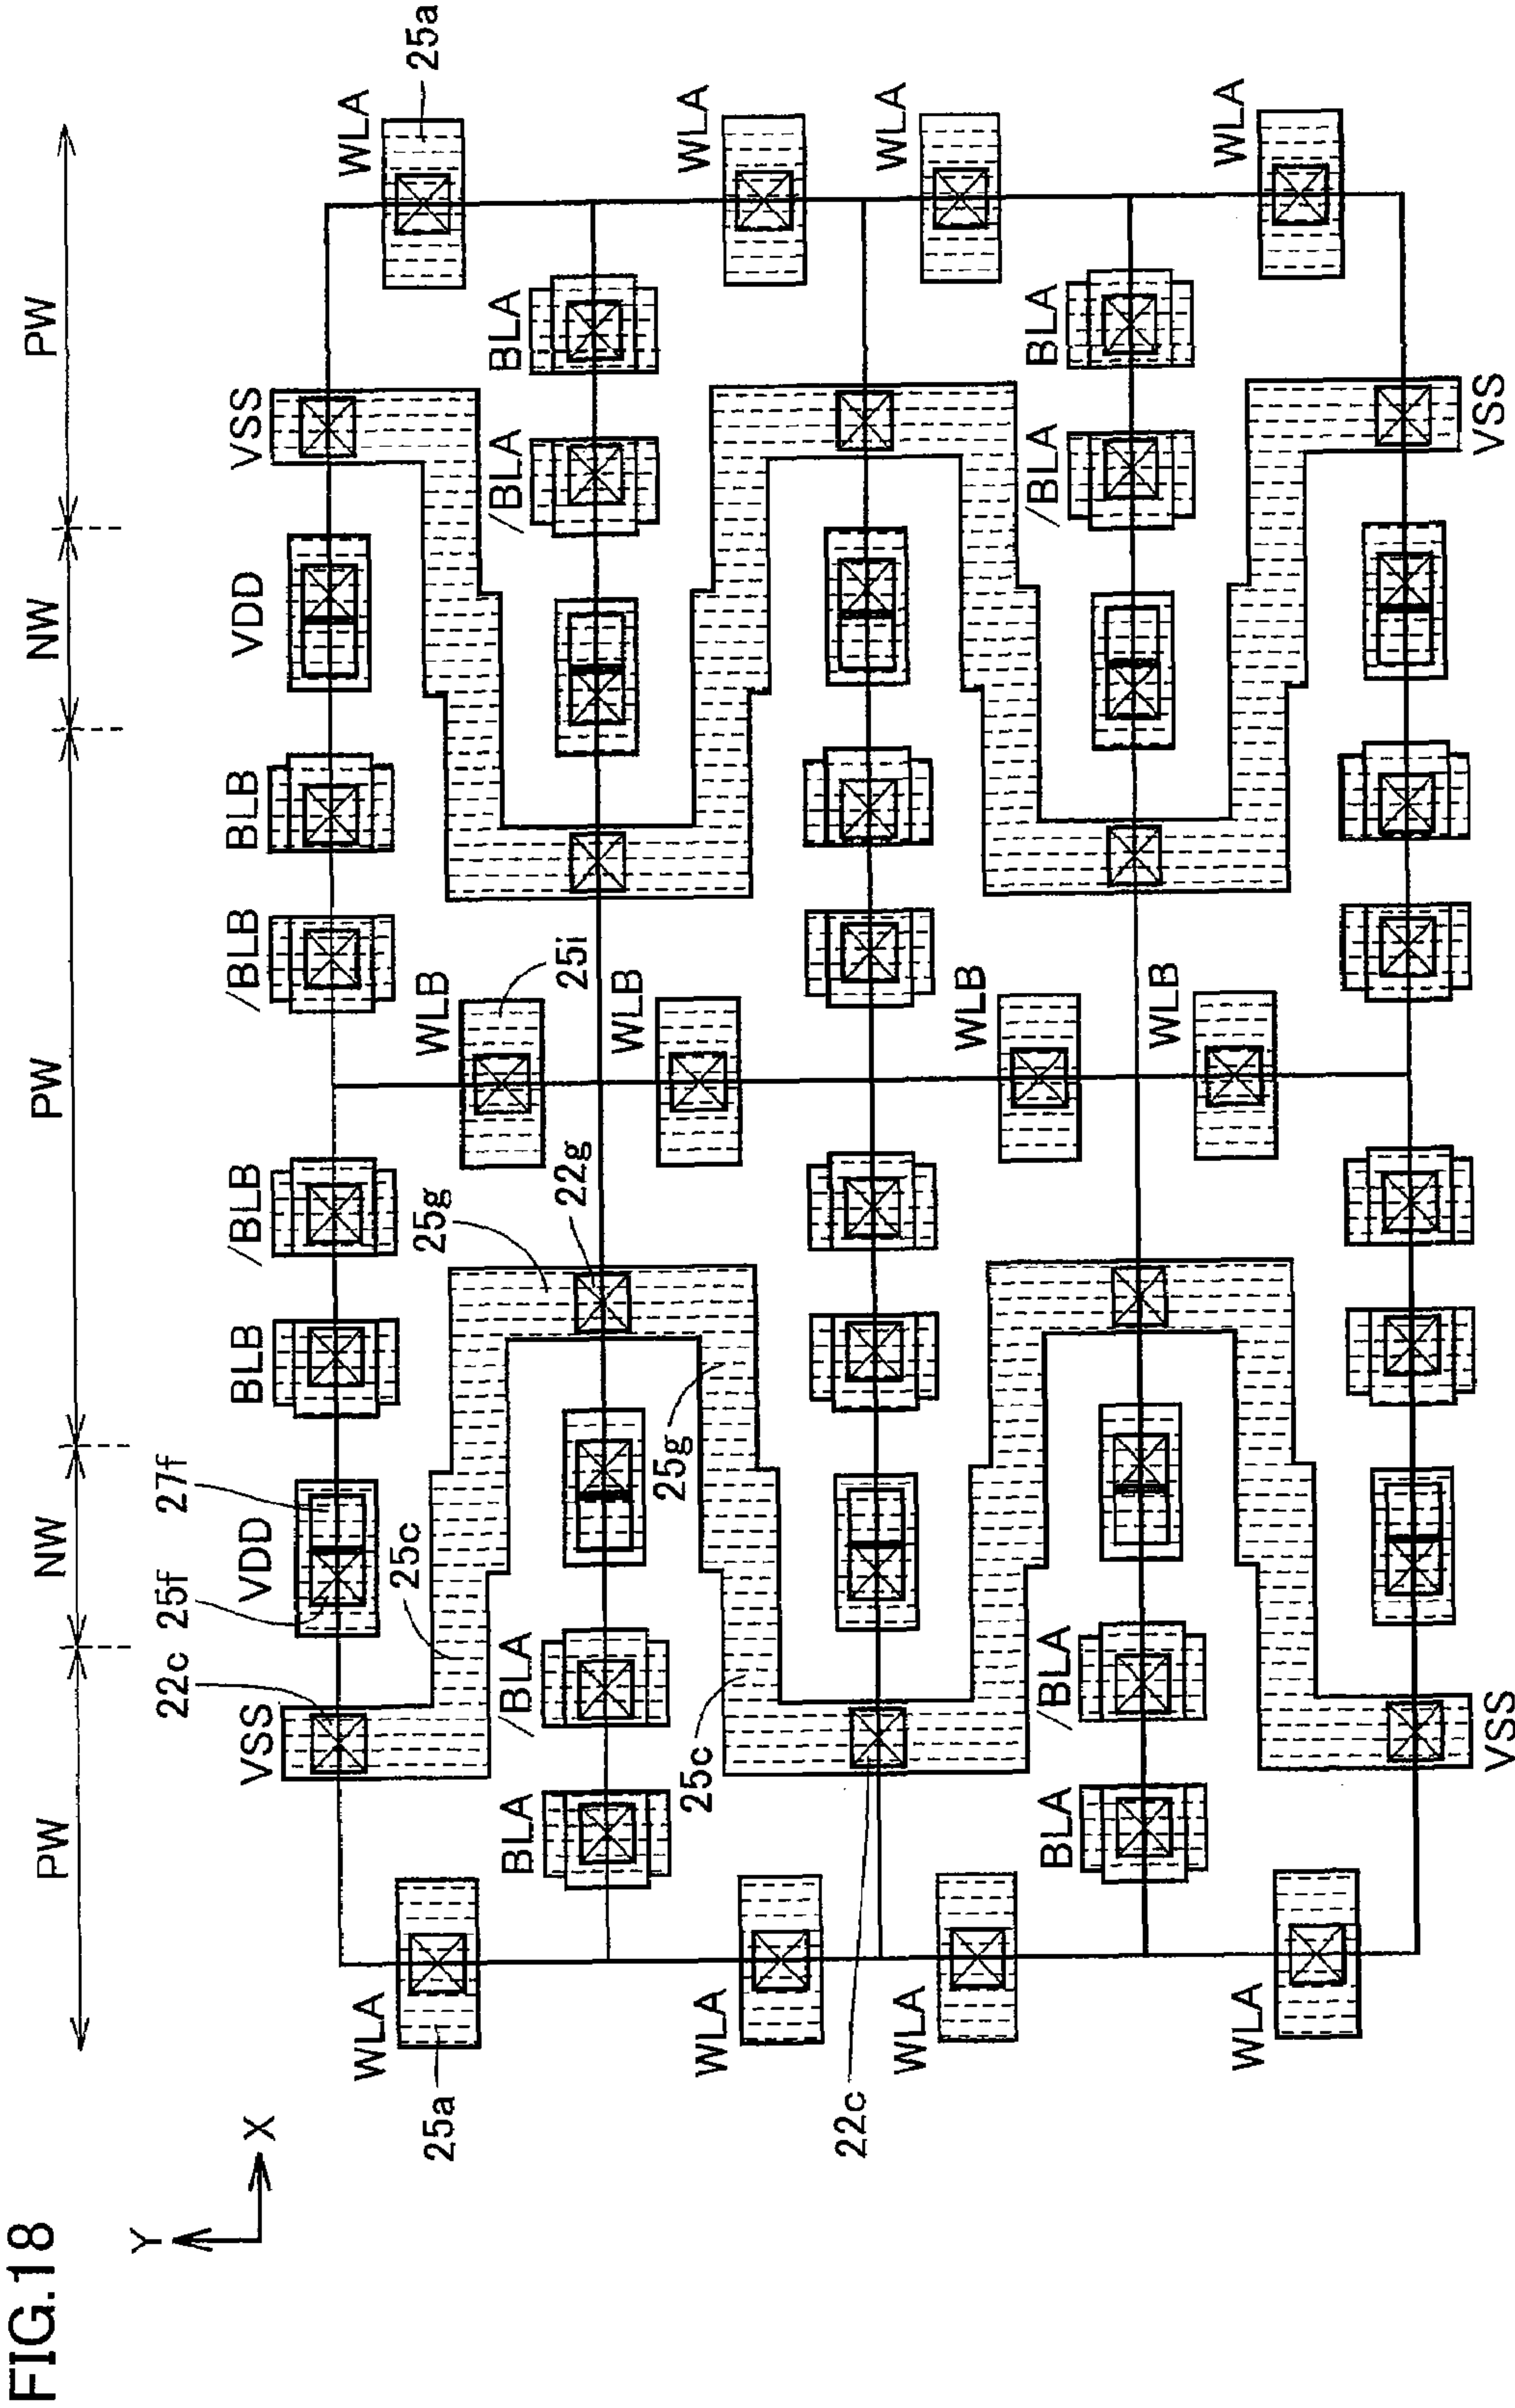 FIG.18
PW NW PW NW PW
Y
X
22c 25f 27f
VSS VDD BLB /BLB /BLB BLB VDD VSS
WLA WLA
25a 25c 25g WLB 25a
BLA /BLA 22g 25i /BLA BLA
WLB
25c 25g
WLA WLA
22c
WLA WLA
WLB
BLA /BLA /BLA BLA
WLB
WLA WLA
VSS VSS